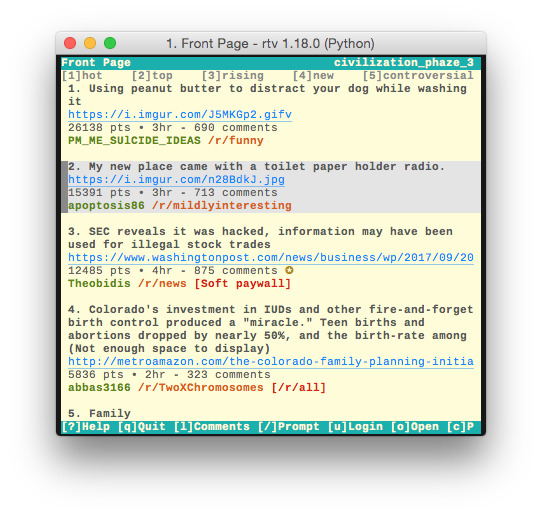 1. Front Page - rtv 1.18.0 (Python)
Front Page civilization_phaze_3
[1]hot [2]top [3]rising [4]new [5]controversial
1. Using peanut butter to distract your dog while washing
it
https://i.imgur.com/J5MKGp2.gifv
26138 pts • 3hr - 690 comments
PM_ME_SUlCIDE_IDEAS /r/funny
2. My new place came with a toilet paper holder radio.
https://i.imgur.com/n28BdkJ.jpg
15391 pts • 3hr - 713 comments
apoptosis86 /r/mildlyinteresting
3. SEC reveals it was hacked, information may have been
used for illegal stock trades
https://www.washingtonpost.com/news/business/wp/2017/09/20
12485 pts • 4hr - 875 comments ✪
Theobidis /r/news [Soft paywall]
4. Colorado's investment in IUDs and other fire-and-forget
birth control produced a "miracle." Teen births and
abortions dropped by nearly 50%, and the birth-rate among
(Not enough space to display)
http://metroamazon.com/the-colorado-family-planning-initia
5836 pts • 2hr - 323 comments
abbas3166 /r/TwoXChromosomes [/r/all]
5. Family
[?]Help [q]Quit [l]Comments [/]Prompt [u]Login [o]Open [c]P